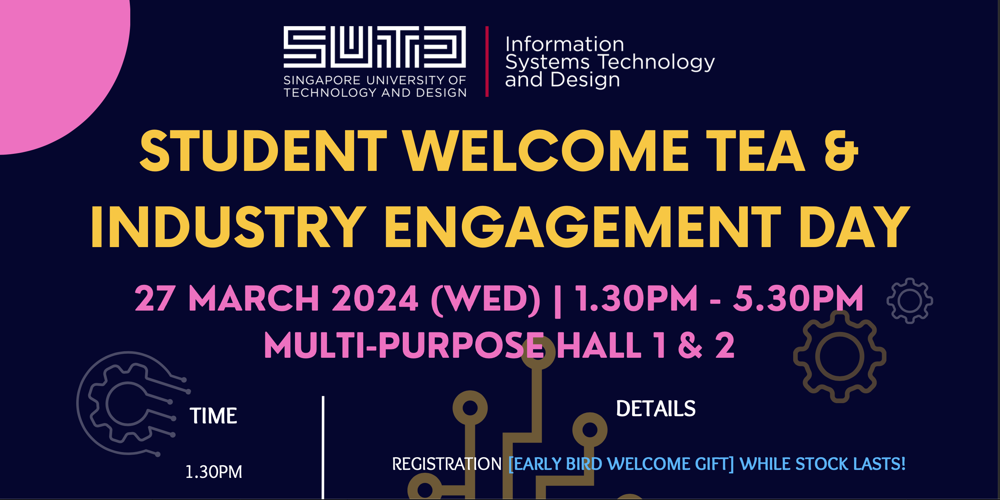 SUTD
SINGAPORE UNIVERSITY OF
TECHNOLOGY AND DESIGN
Information
Systems Technology
and Design
STUDENT WELCOME TEA &
INDUSTRY ENGAGEMENT DAY
27 MARCH 2024 (WED) | 1.30PM - 5.30PM
MULTI-PURPOSE HALL 1 & 2
TIME
DETAILS
1.30PM
REGISTRATION [EARLY BIRD WELCOME GIFT] WHILE STOCK LASTS!